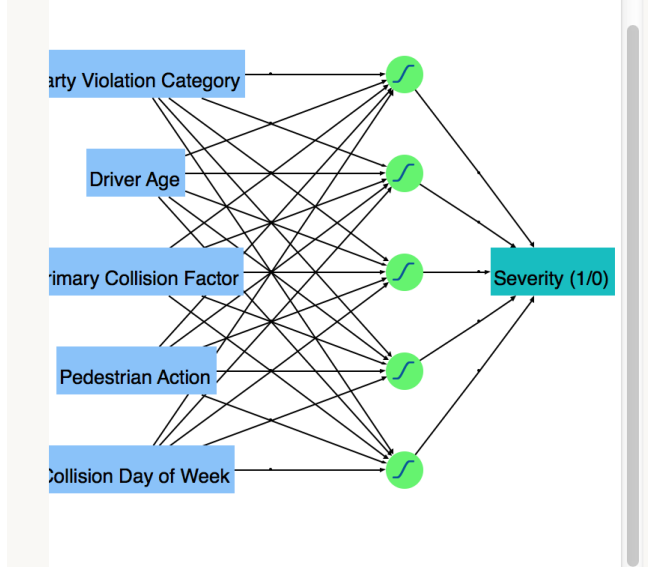 arty Violation Category
Driver Age
rimary Collision Factor
Severity (1/0)
Pedestrian Action
Collision Day of Week